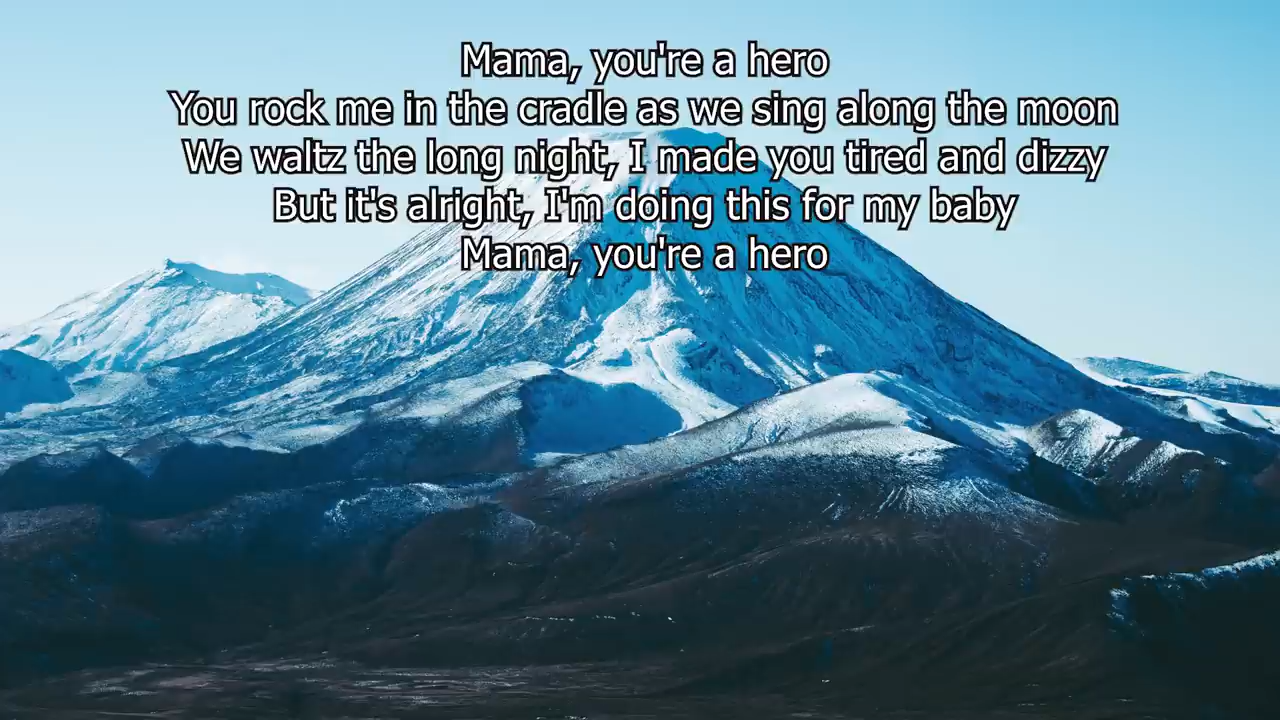 Mama, you're a hero
You rock me in the cradle as we sing along the moon
We waltz the long night, I made you tired and dizzy
But it's alright, I'm doing this for my baby
Mama, you're a hero